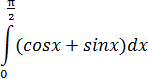 ∫₀^(π/2) (cosx + sinx)dx